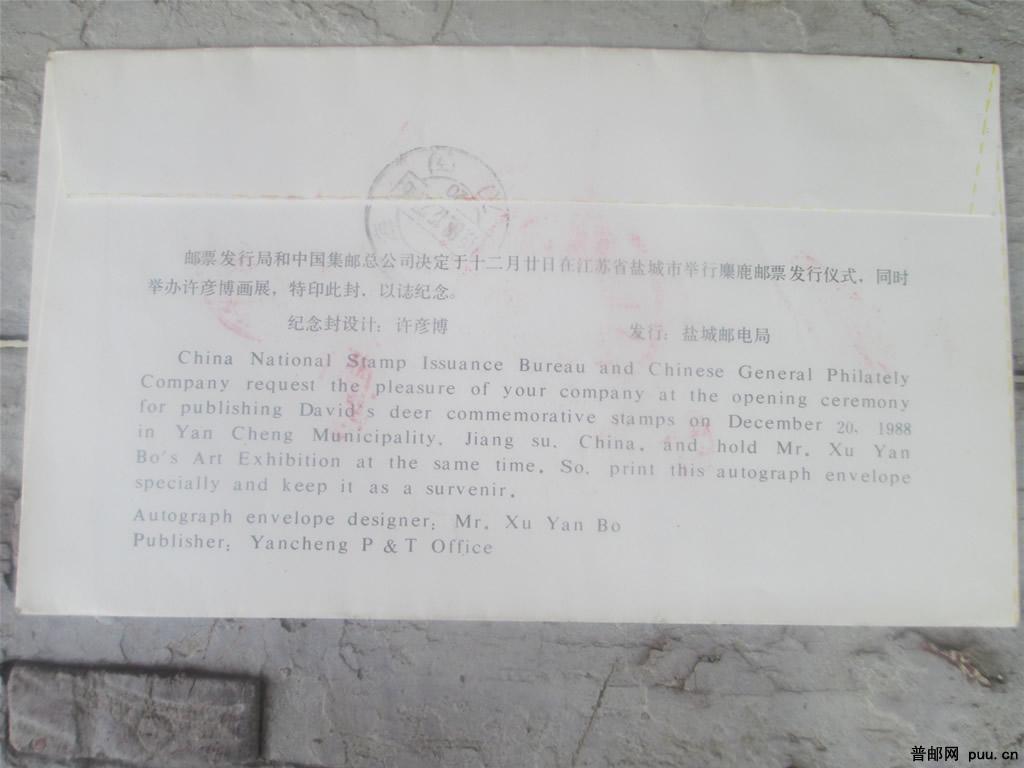 邮票发行局和中国集邮总公司决定于十二月廿日在江苏省盐城市举行麋鹿邮票发行仪式，同时
举办许彦博画展，特印此封，以誌纪念。
纪念封设计：许彦博 发行：盐城邮电局
China National Stamp Issuance Bureau and Chinese General Philately
Company request the pleasure of your company at the opening ceremony
for publishing David's deer commemorative stamps on December 20, 1988
in Yan Cheng Municipality, Jiang su, China, and hold Mr. Xu Yan
Bo's Art Exhibition at the same time. So, print this autograph envelope
specially and keep it as a survenir.
Autograph envelope designer: Mr. Xu Yan Bo
Publisher: Yancheng P & T Office
普邮网 puu.cn